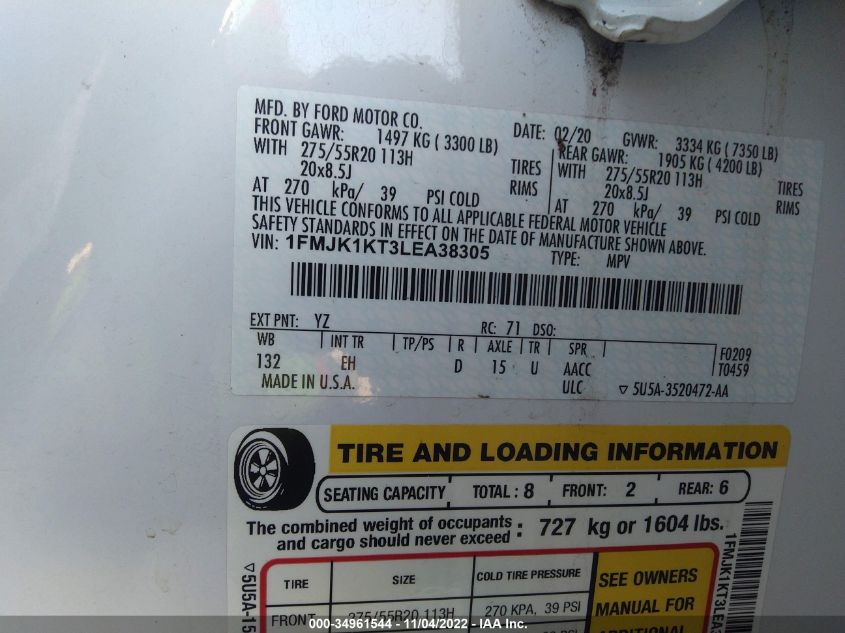 MFD. BY FORD MOTOR CO.
DATE: 02/20 GVWR: 3334 KG ( 7350 LB)
FRONT GAWR: 1497 KG ( 3300 LB)
WITH 275/55R20 113H TIRES
20x8.5J RIMS
AT 270 kPa/ 39 PSI COLD
REAR GAWR: 1905 KG ( 4200 LB)
WITH 275/55R20 113H TIRES
20x8.5J RIMS
AT 270 kPa/ 39 PSI COLD
THIS VEHICLE CONFORMS TO ALL APPLICABLE FEDERAL MOTOR VEHICLE
SAFETY STANDARDS IN EFFECT ON THE DATE OF MANUFACTURE SHOWN ABOVE.
VIN: 1FMJK1KT3LEA38305
TYPE: MPV
EXT PNT: YZ RC: 71 DSO:
WB INT TR TP/PS R AXLE TR SPR F0209
132 EH D 15 U AACC T0459
MADE IN U.S.A. ULC ▽ 5U5A-3520472-AA
TIRE AND LOADING INFORMATION
SEATING CAPACITY TOTAL : 8 FRONT: 2 REAR: 6
The combined weight of occupants
and cargo should never exceed : 727 kg or 1604 lbs.
TIRE SIZE COLD TIRE PRESSURE
FRONT 275/55R20 113H 270 KPA, 39 PSI
SEE OWNERS
MANUAL FOR
ADDITIONAL
▽ 5U5A-15
1FMJK1KT3LEA
000-34961544 - 11/04/2022 - IAA Inc.